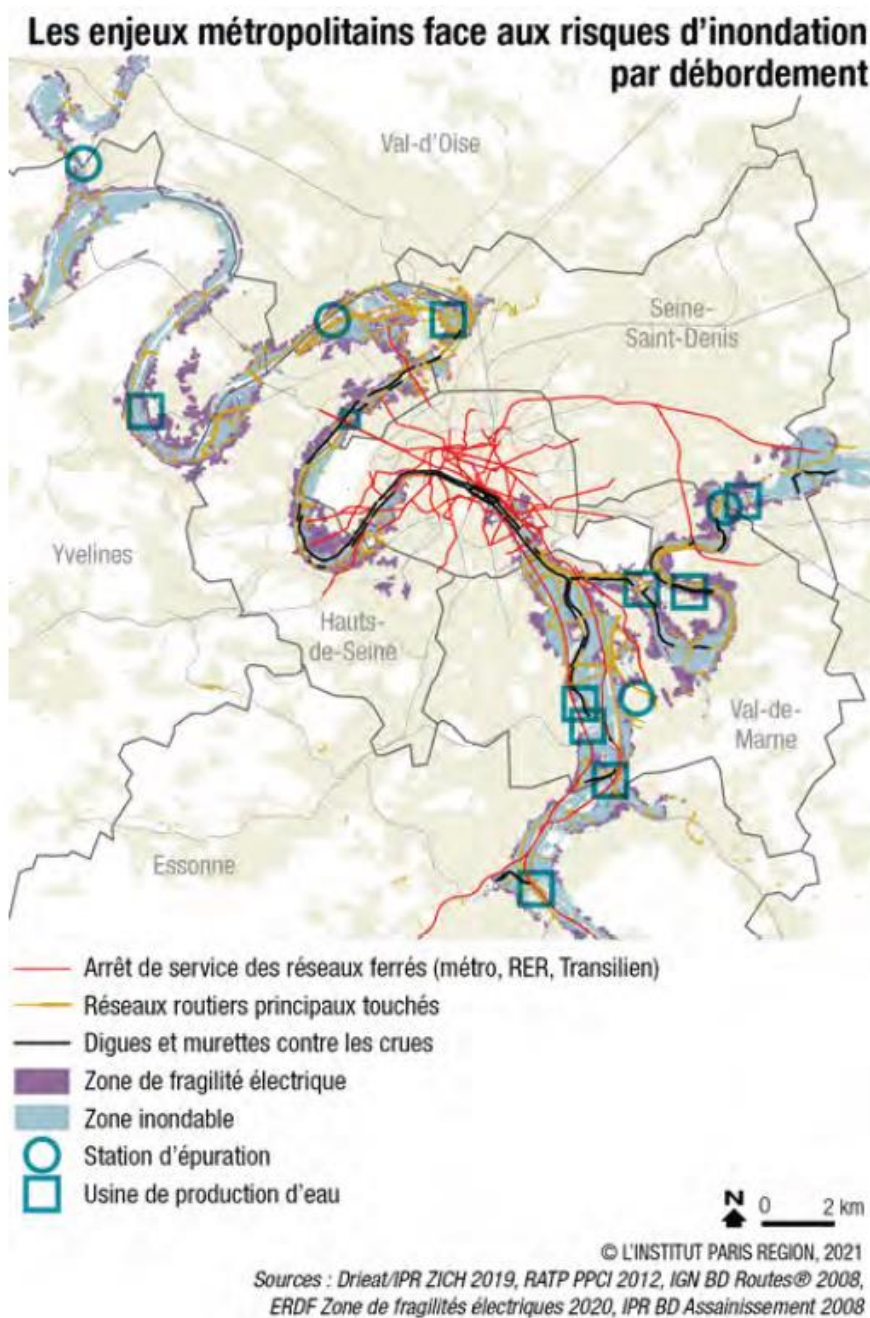 Les enjeux métropolitains face aux risques d'inondation
par débordement
Val-d'Oise
Seine-
Saint-Denis
Yvelines
Hauts-
de-Seine
Val-de-
Marne
Essonne
Arrêt de service des réseaux ferrés (métro, RER, Transilien)
Réseaux routiers principaux touchés
Digues et murettes contre les crues
Zone de fragilité électrique
Zone inondable
Station d'épuration
Usine de production d'eau
N 0 2 km
© L'INSTITUT PARIS REGION, 2021
Sources : Drieat/IPR ZICH 2019, RATP PPCI 2012, IGN BD Routes® 2008,
ERDF Zone de fragilités électriques 2020, IPR BD Assainissement 2008